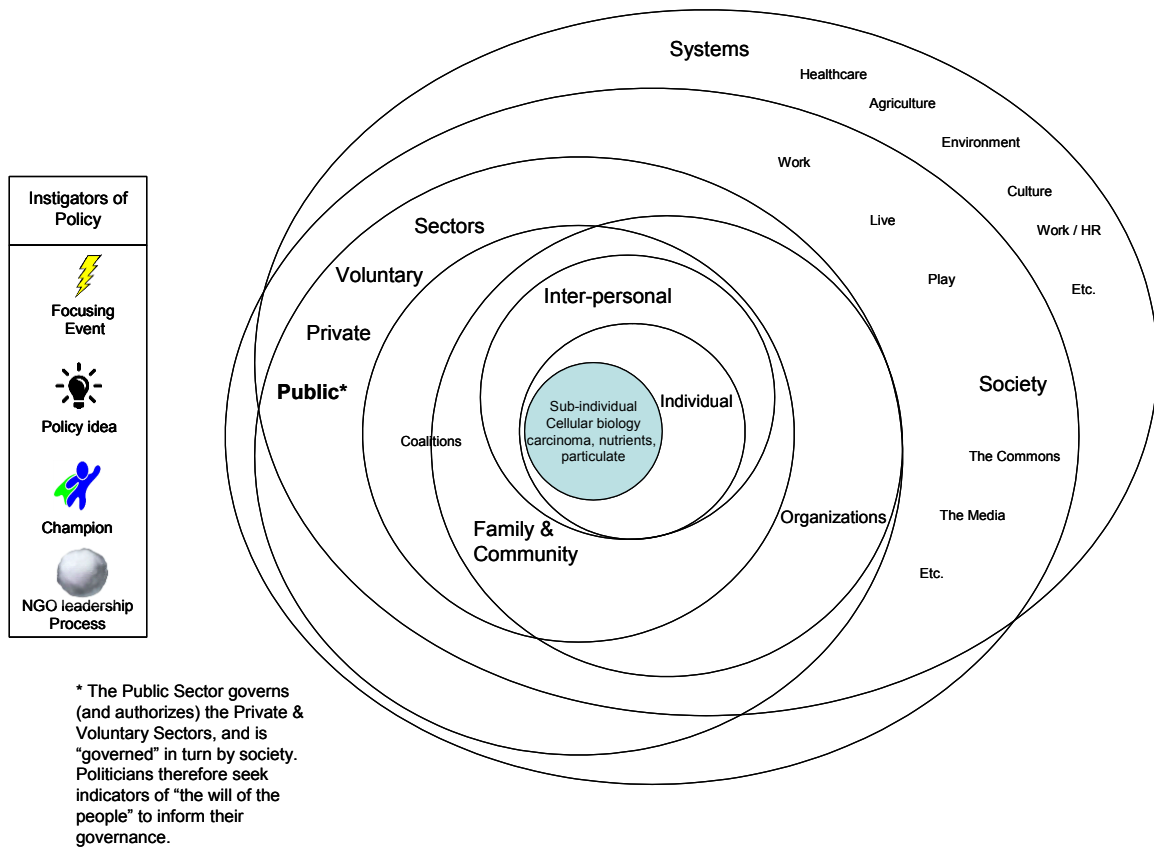 Systems
Healthcare
Agriculture
Environment
Culture
Work / HR
Etc.
Work
Live
Play
Society
The Commons
The Media
Etc.
Instigators of
Policy
Focusing
Event
Policy idea
Champion
NGO leadership
Process
Sectors
Voluntary
Private
Public*
Coalitions
Inter-personal
Individual
Sub-individual
Cellular biology
carcinoma, nutrients,
particulate
Family &
Community
Organizations
* The Public Sector governs
(and authorizes) the Private &
Voluntary Sectors, and is
“governed” in turn by society.
Politicians therefore seek
indicators of “the will of the
people” to inform their
governance.